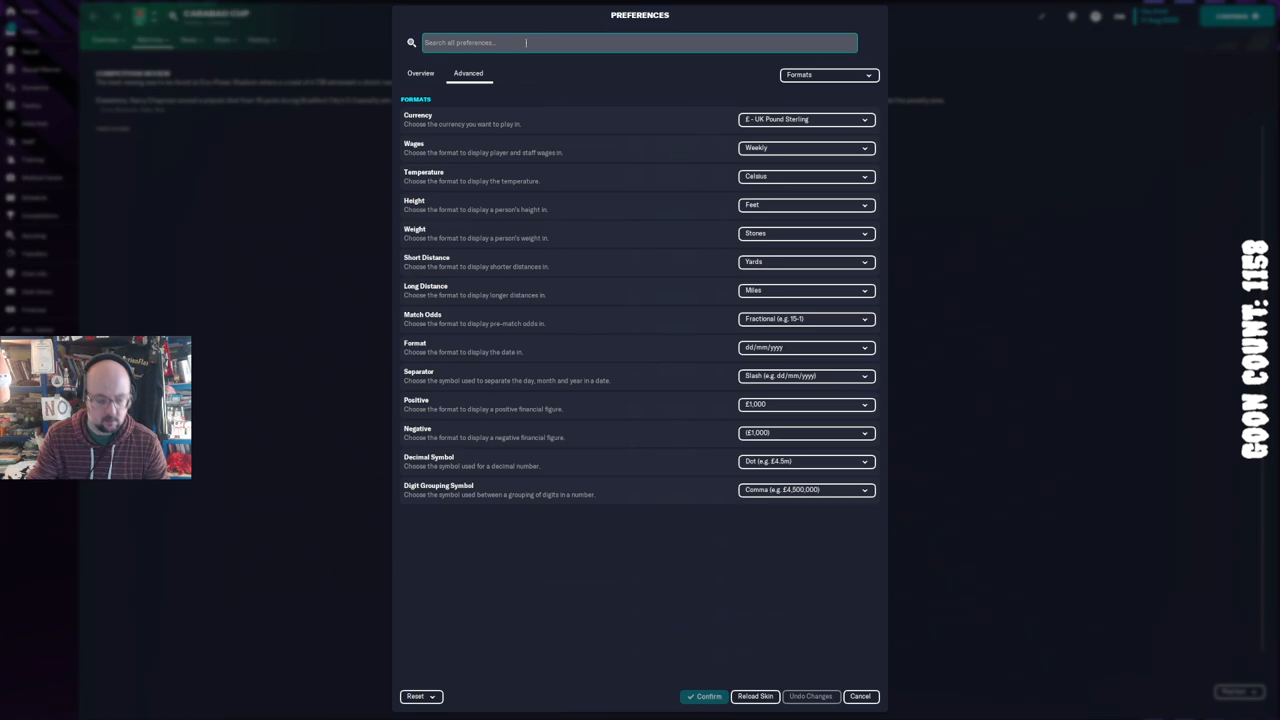 PREFERENCES
CARABAO CUP
Search all preferences...
Overview
Advanced
Formats
COMPETITION REVIEW
FORMATS
Currency
Choose the currency you want to play in.
£ - UK Pound Sterling
Wages
Choose the format to display player and staff wages in.
Weekly
Temperature
Choose the format to display the temperature.
Celsius
Height
Choose the format to display a person's height in.
Feet
Weight
Choose the format to display a person's weight in.
Stones
Short Distance
Choose the format to display shorter distances in.
Yards
Long Distance
Choose the format to display longer distances in.
Miles
Match Odds
Choose the format to display pre-match odds in.
Fractional (e.g. 15-1)
Format
Choose the format to display the date in.
dd/mm/yyyy
Separator
Choose the symbol used to separate the day, month and year in a date.
Slash (e.g. dd/mm/yyyy)
Positive
Choose the format to display a positive financial figure.
£1,000
Negative
Choose the format to display a negative financial figure.
(£1,000)
Decimal Symbol
Choose the symbol used for a decimal number.
Dot (e.g. £4.5m)
Digit Grouping Symbol
Choose the symbol used between a grouping of digits in a number.
Comma (e.g. £4,500,000)
NO
GOON COUNT: 1158
Reset
Confirm
Reload Skin
Undo Changes
Cancel